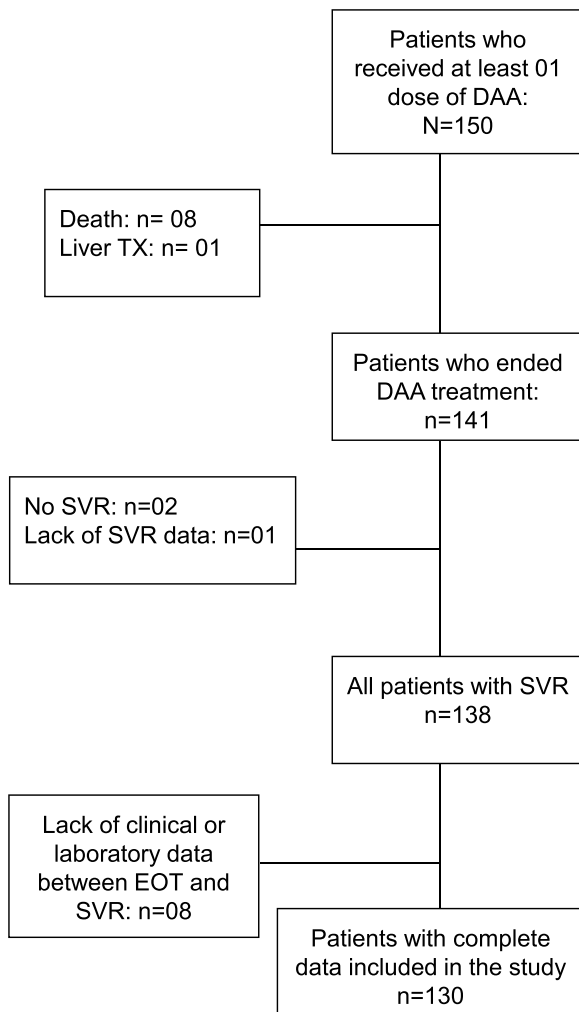 Patients who
received at least 01
dose of DAA:
N=150
Death: n= 08
Liver TX: n= 01
Patients who ended
DAA treatment:
n=141
No SVR: n=02
Lack of SVR data: n=01
All patients with SVR
n=138
Lack of clinical or
laboratory data
between EOT and
SVR: n=08
Patients with complete
data included in the study
n=130